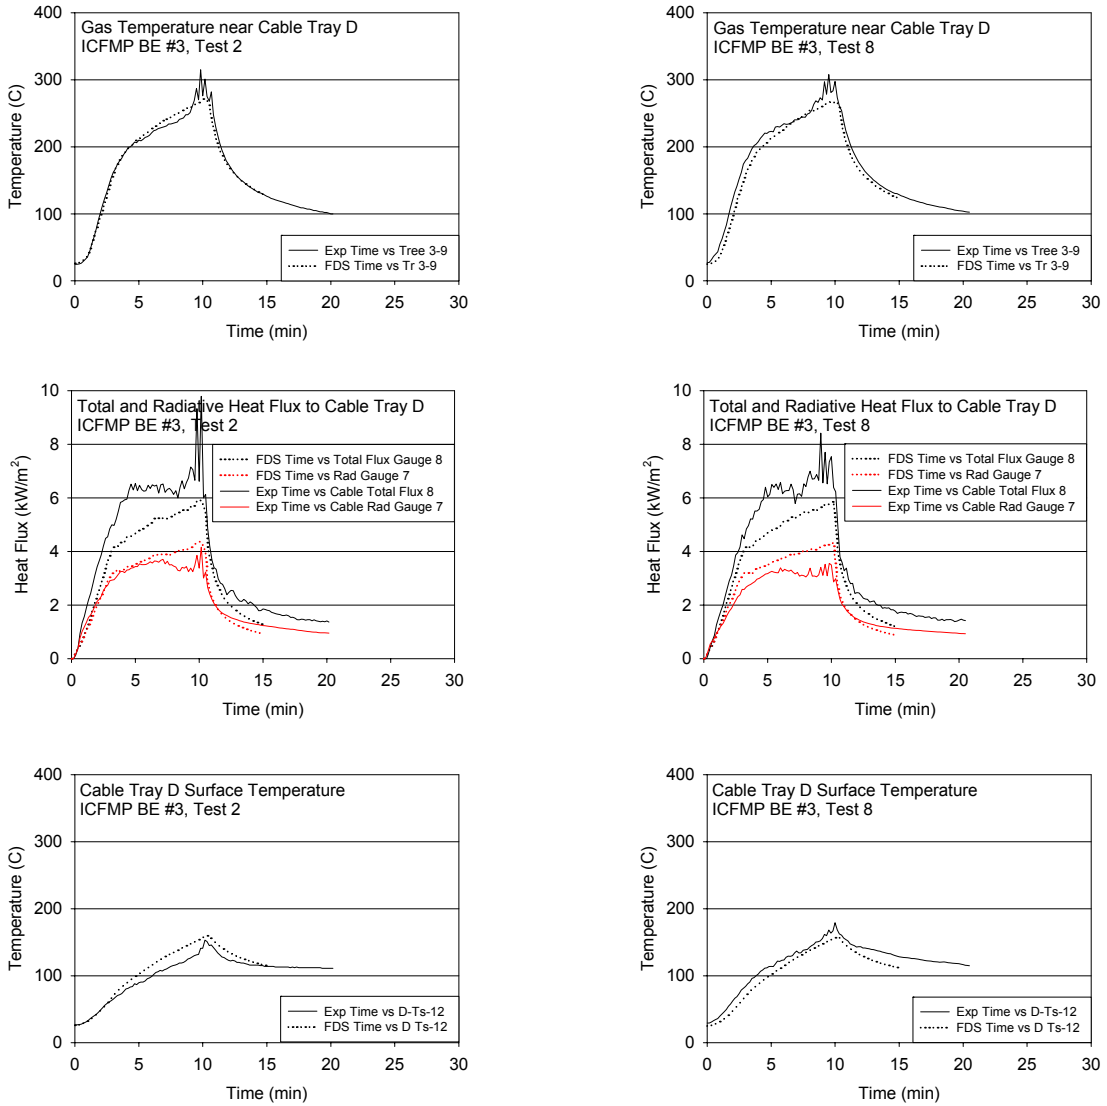 Gas Temperature near Cable Tray D
ICFMP BE #3, Test 2
Temperature (C)
400
300
200
100
0
0 5 10 15 20 25 30
Time (min)
Exp Time vs Tree 3-9
FDS Time vs Tr 3-9
Gas Temperature near Cable Tray D
ICFMP BE #3, Test 8
Temperature (C)
400
300
200
100
0
0 5 10 15 20 25 30
Time (min)
Exp Time vs Tree 3-9
FDS Time vs Tr 3-9
Total and Radiative Heat Flux to Cable Tray D
ICFMP BE #3, Test 2
Heat Flux (kW/m²)
10
8
6
4
2
0
0 5 10 15 20 25 30
Time (min)
FDS Time vs Total Flux Gauge 8
FDS Time vs Rad Gauge 7
Exp Time vs Cable Total Flux 8
Exp Time vs Cable Rad Gauge 7
Total and Radiative Heat Flux to Cable Tray D
ICFMP BE #3, Test 8
Heat Flux (kW/m²)
10
8
6
4
2
0
0 5 10 15 20 25 30
Time (min)
FDS Time vs Total Flux Gauge 8
FDS Time vs Rad Gauge 7
Exp Time vs Cable Total Flux 8
Exp Time vs Cable Rad Gauge 7
Cable Tray D Surface Temperature
ICFMP BE #3, Test 2
Temperature (C)
400
300
200
100
0
0 5 10 15 20 25 30
Time (min)
Exp Time vs D-Ts-12
FDS Time vs D Ts-12
Cable Tray D Surface Temperature
ICFMP BE #3, Test 8
Temperature (C)
400
300
200
100
0
0 5 10 15 20 25 30
Time (min)
Exp Time vs D-Ts-12
FDS Time vs D Ts-12